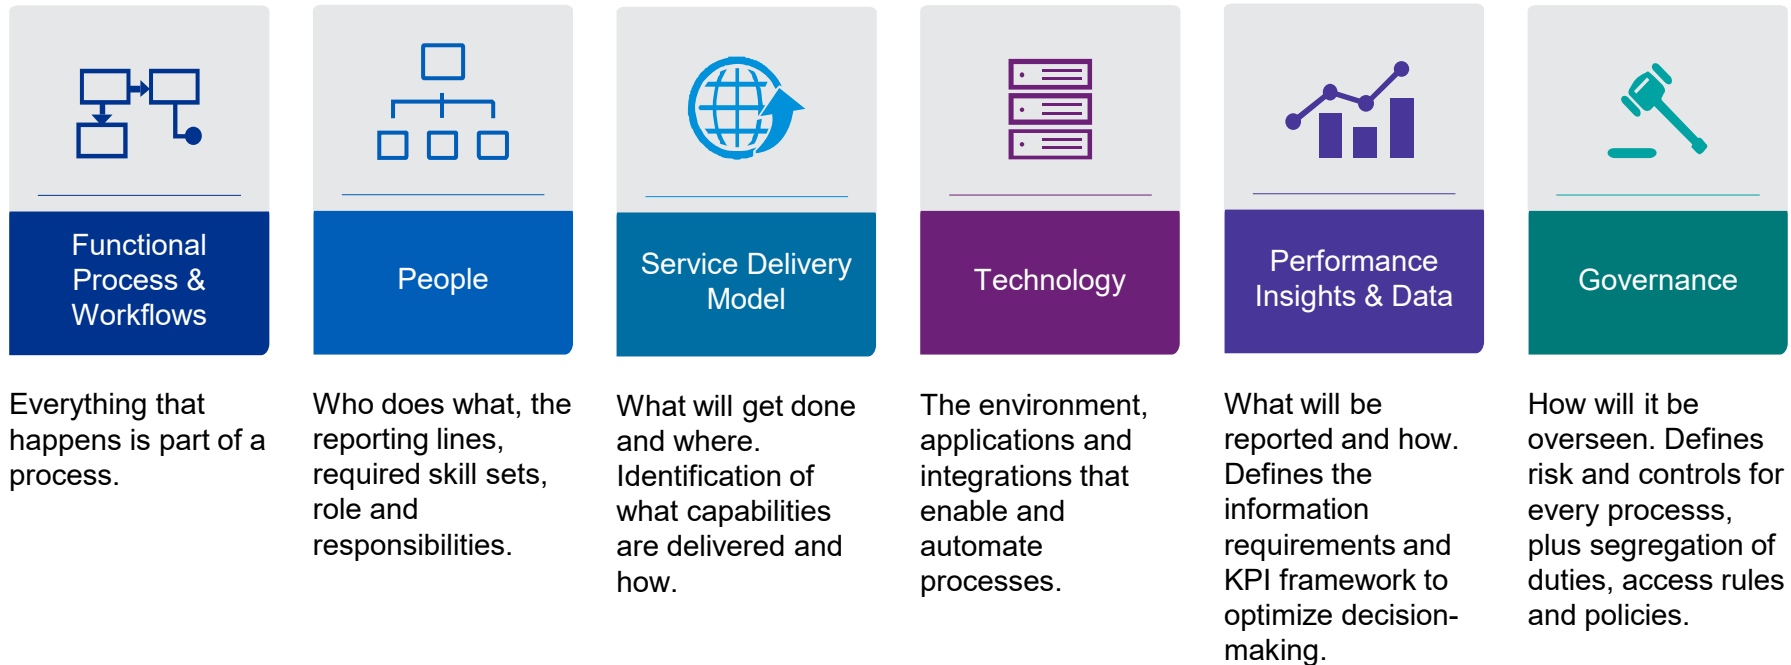 Functional
Process &
Workflows
People
Service Delivery
Model
Technology
Performance
Insights & Data
Governance
Everything that
happens is part of a
process.
Who does what, the
reporting lines,
required skill sets,
role and
responsibilities.
What will get done
and where.
Identification of
what capabilities
are delivered and
how.
The environment,
applications and
integrations that
enable and
automate
processes.
What will be
reported and how.
Defines the
information
requirements and
KPI framework to
optimize decision-
making.
How will it be
overseen. Defines
risk and controls for
every processs,
plus segregation of
duties, access rules
and policies.